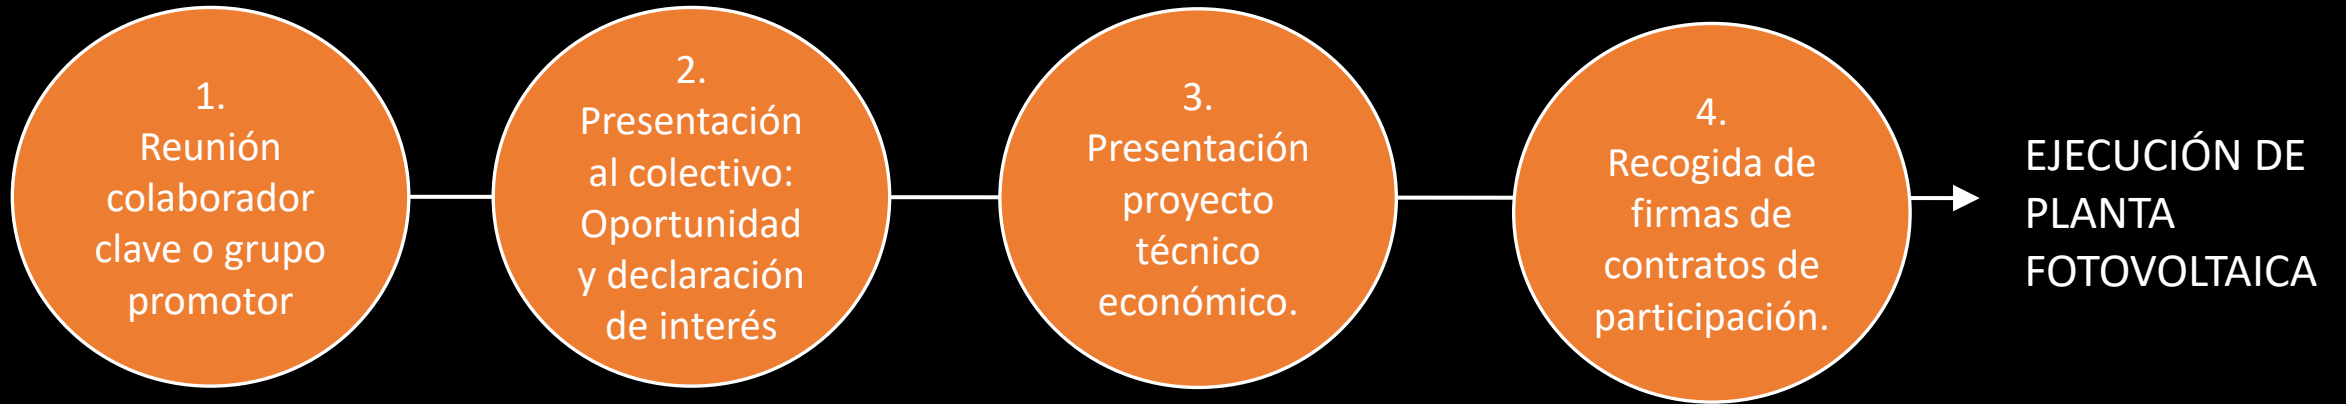 1.
Reunión
colaborador
clave o grupo
promotor
2.
Presentación
al colectivo:
Oportunidad
y declaración
de interés
3.
Presentación
proyecto
técnico
económico.
4.
Recogida de
firmas de
contratos de
participación.
EJECUCIÓN DE
PLANTA
FOTOVOLTAICA